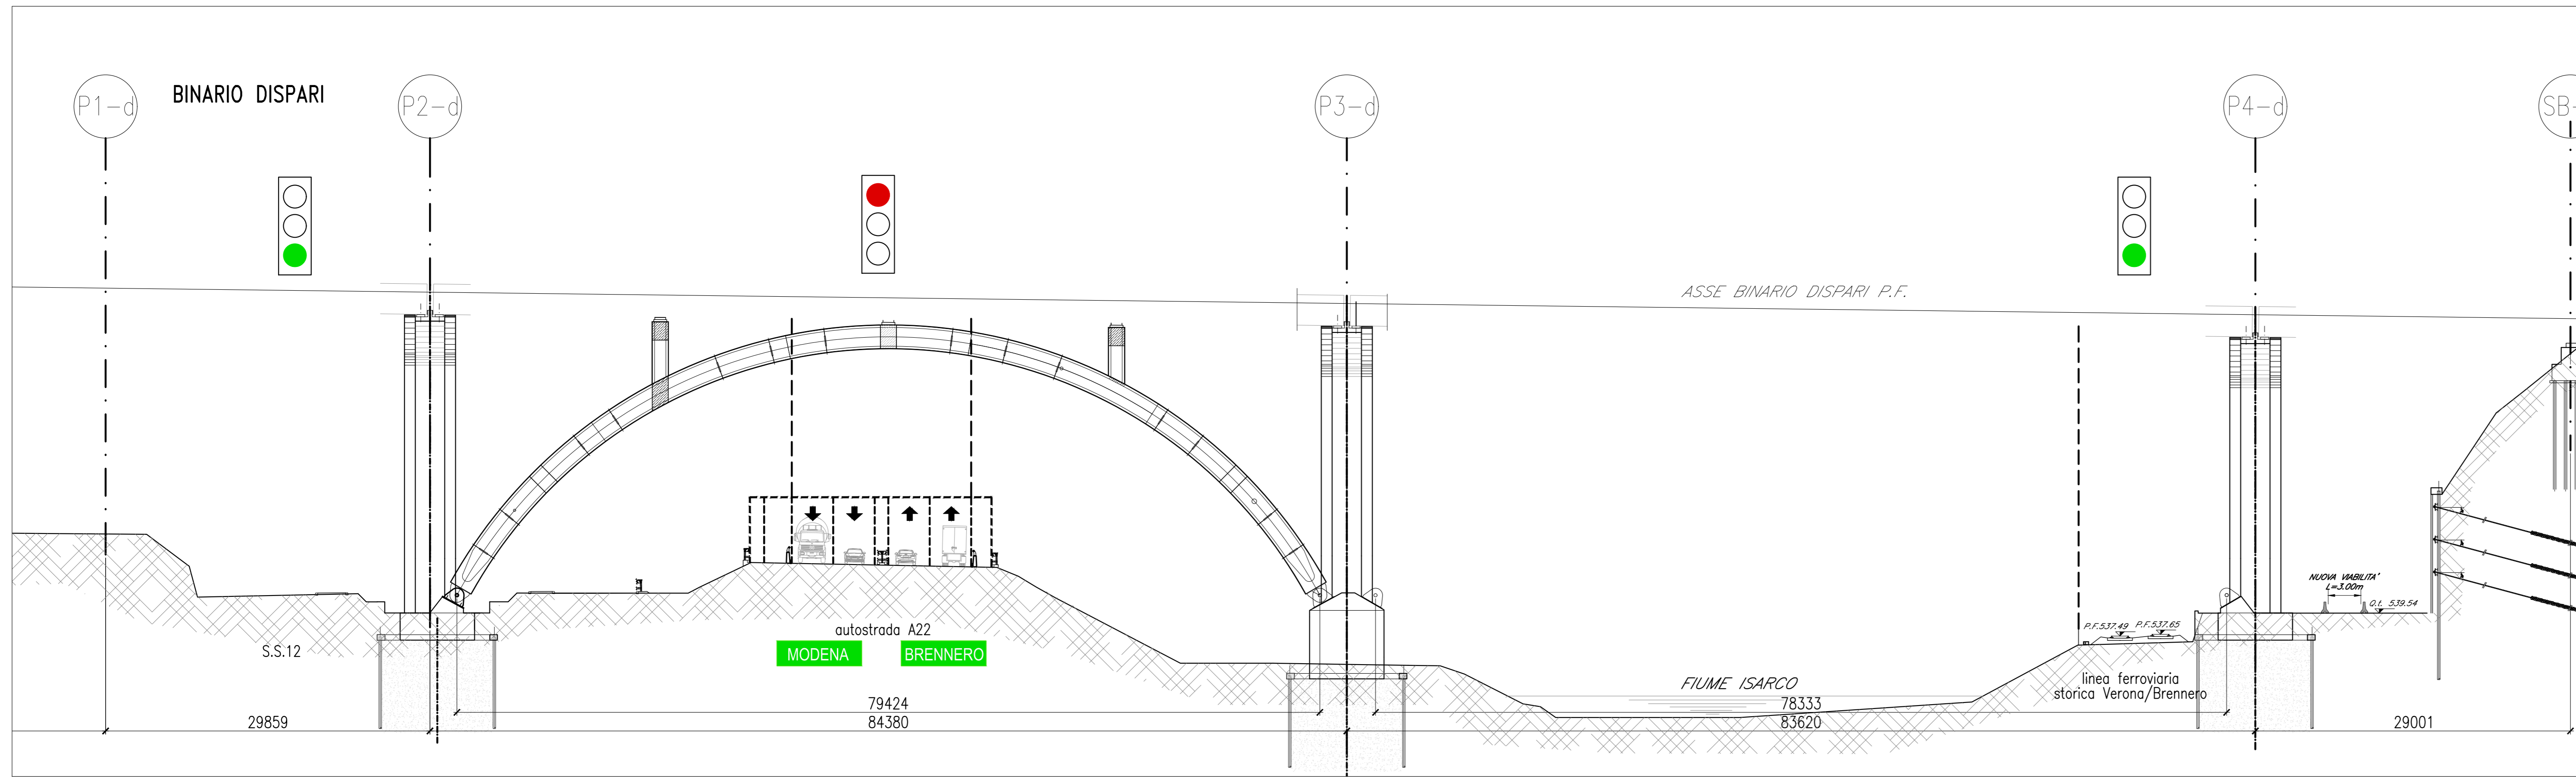 P1-d
BINARIO DISPARI
P2-d
P3-d
P4-d
SB-
ASSE BINARIO DISPARI P.F.
NUOVA VIABILITA'
L=3.00m
Q.t. 539.54
P.F.537.49
P.F.537.65
autostrada A22
MODENA
BRENNERO
S.S.12
FIUME ISARCO
linea ferroviaria
storica Verona/Brennero
79424
78333
29859
84380
83620
29001